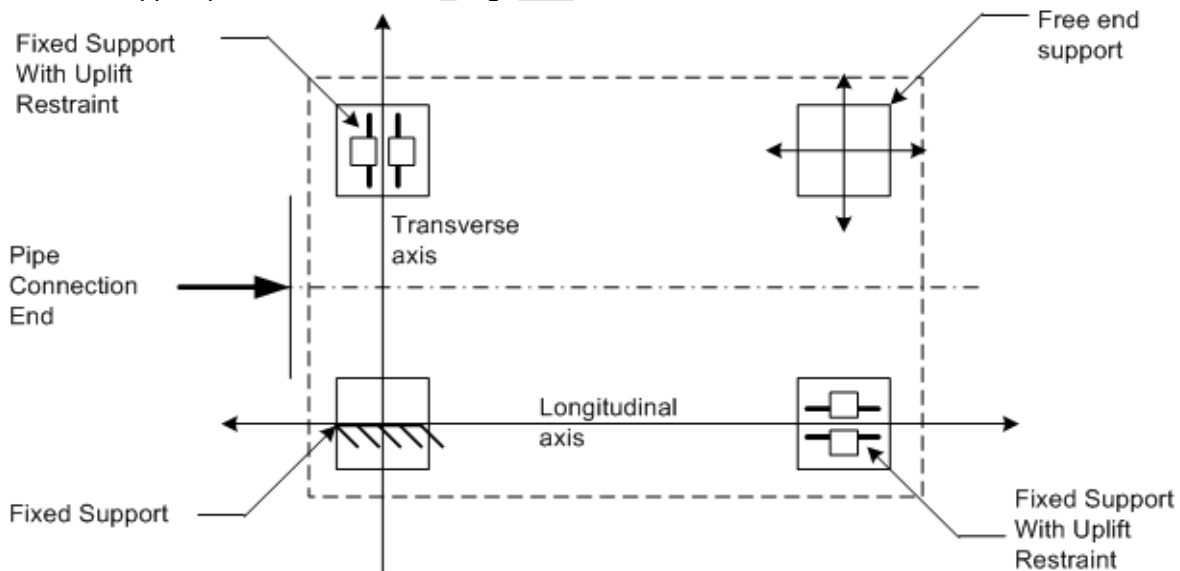 Fixed Support
With Uplift
Restraint
Free end
support
Transverse
axis
Pipe
Connection
End
Longitudinal
axis
Fixed Support
Fixed Support
With Uplift
Restraint